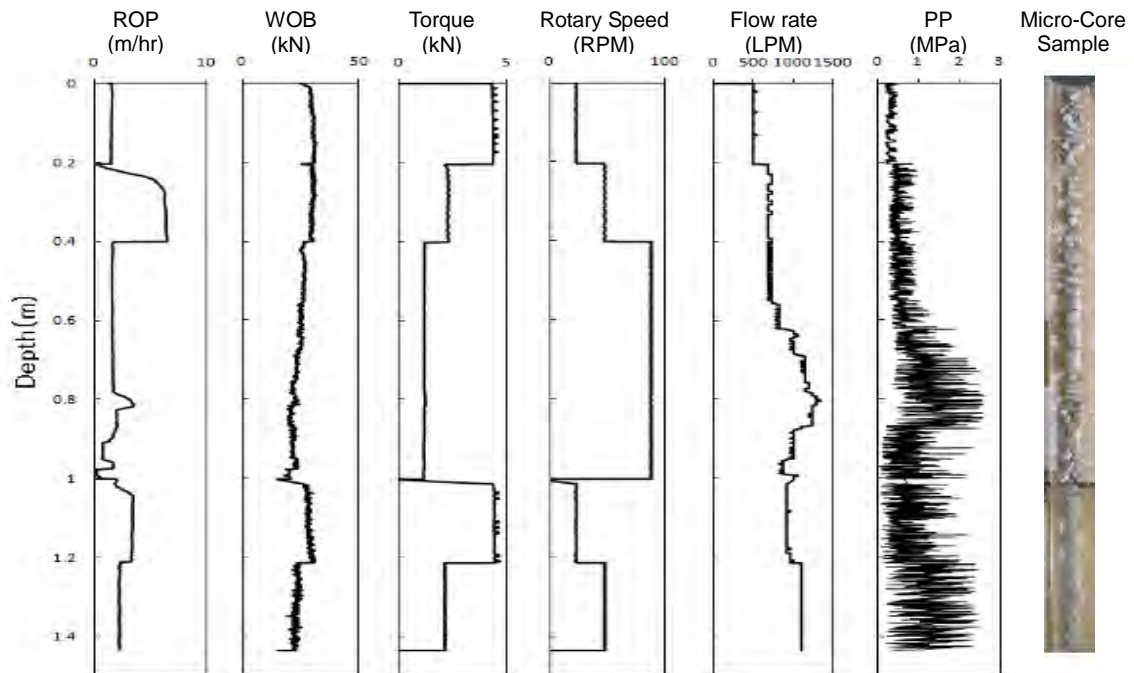 ROP WOB Torque Rotary Speed Flow rate PP Micro-Core
(m/hr) (kN) (kN) (RPM) (LPM) (MPa) Sample
0 10 0 50 0 5 0 100 0 500 1000 1500 0 1 2 3
0
0.2
0.4
0.6
0.8
1
1.2
1.4
Depth(m)